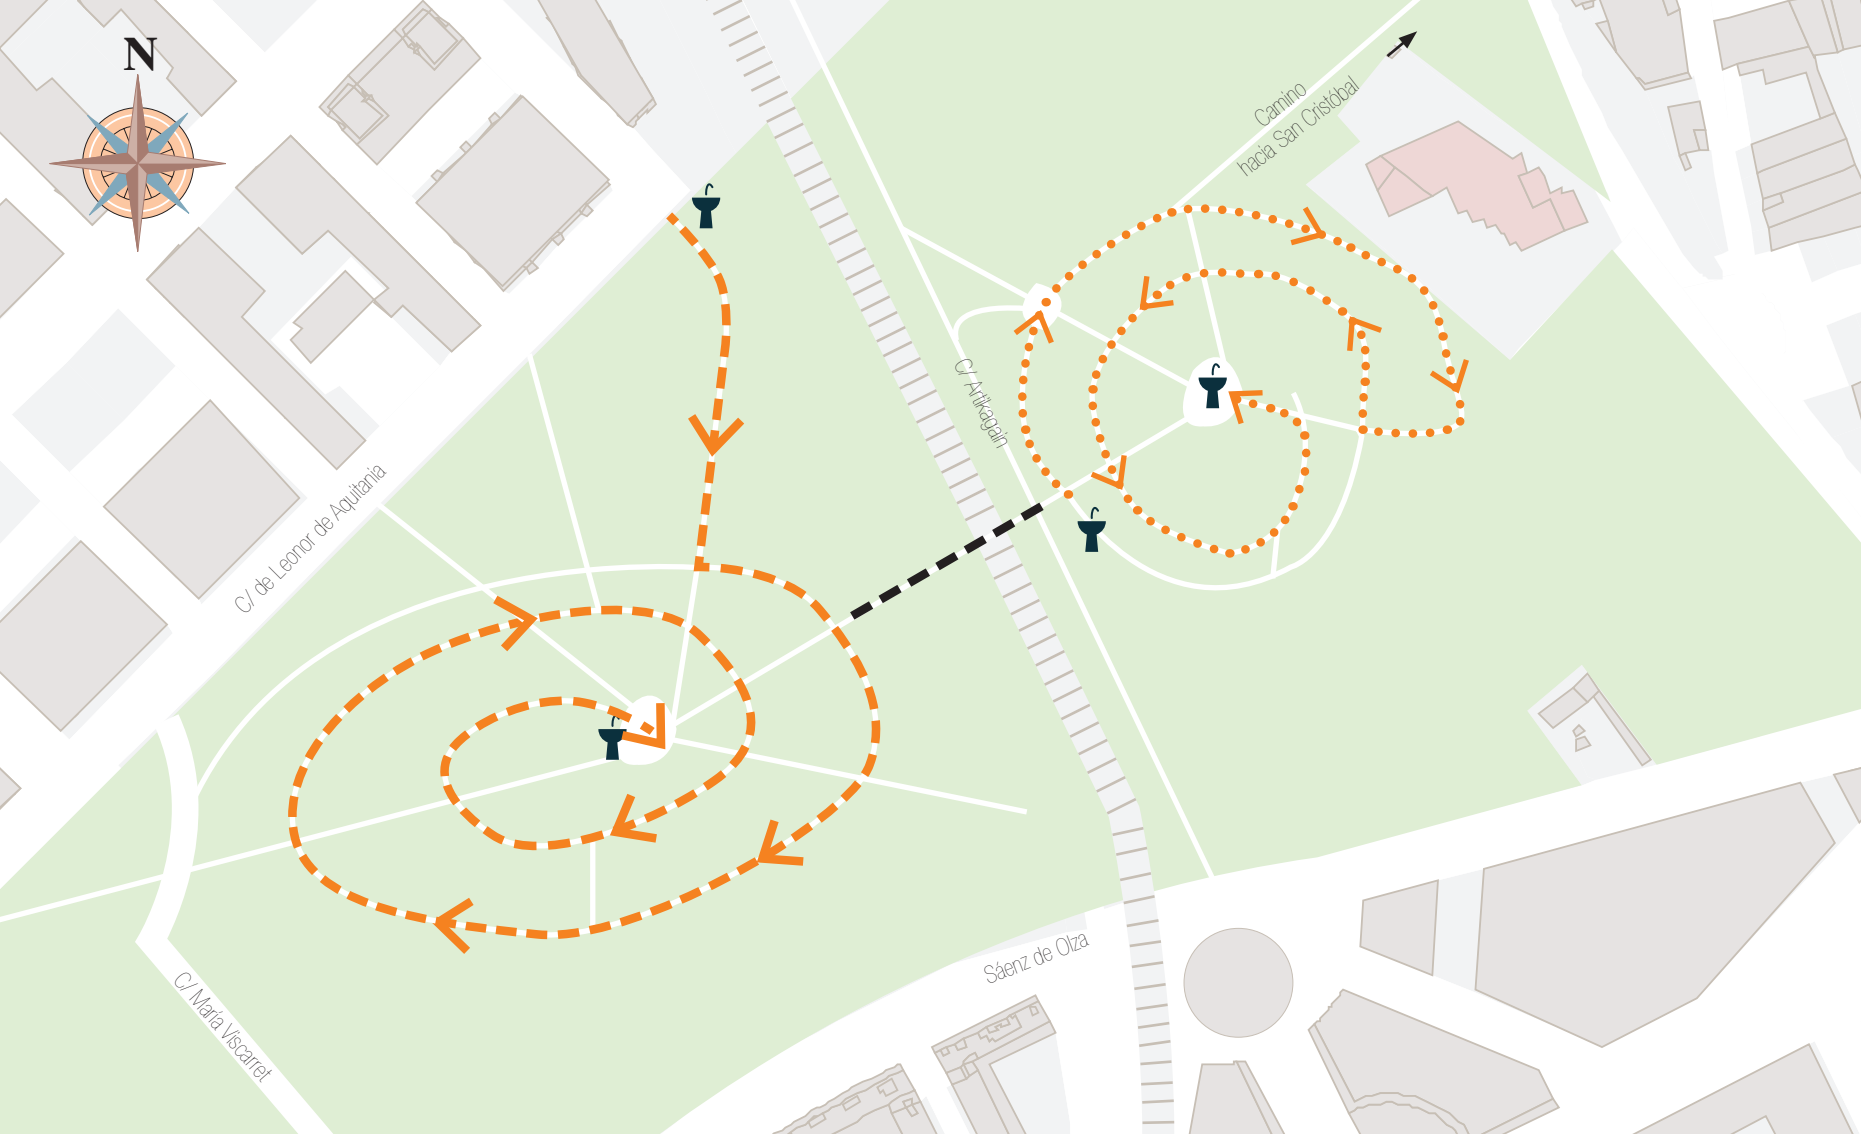 N
Camino
hacia San Cristóbal
C/ Artikagain
C/ de Leonor de Aquitania
Sáenz de Olza
C/ María Viscarret